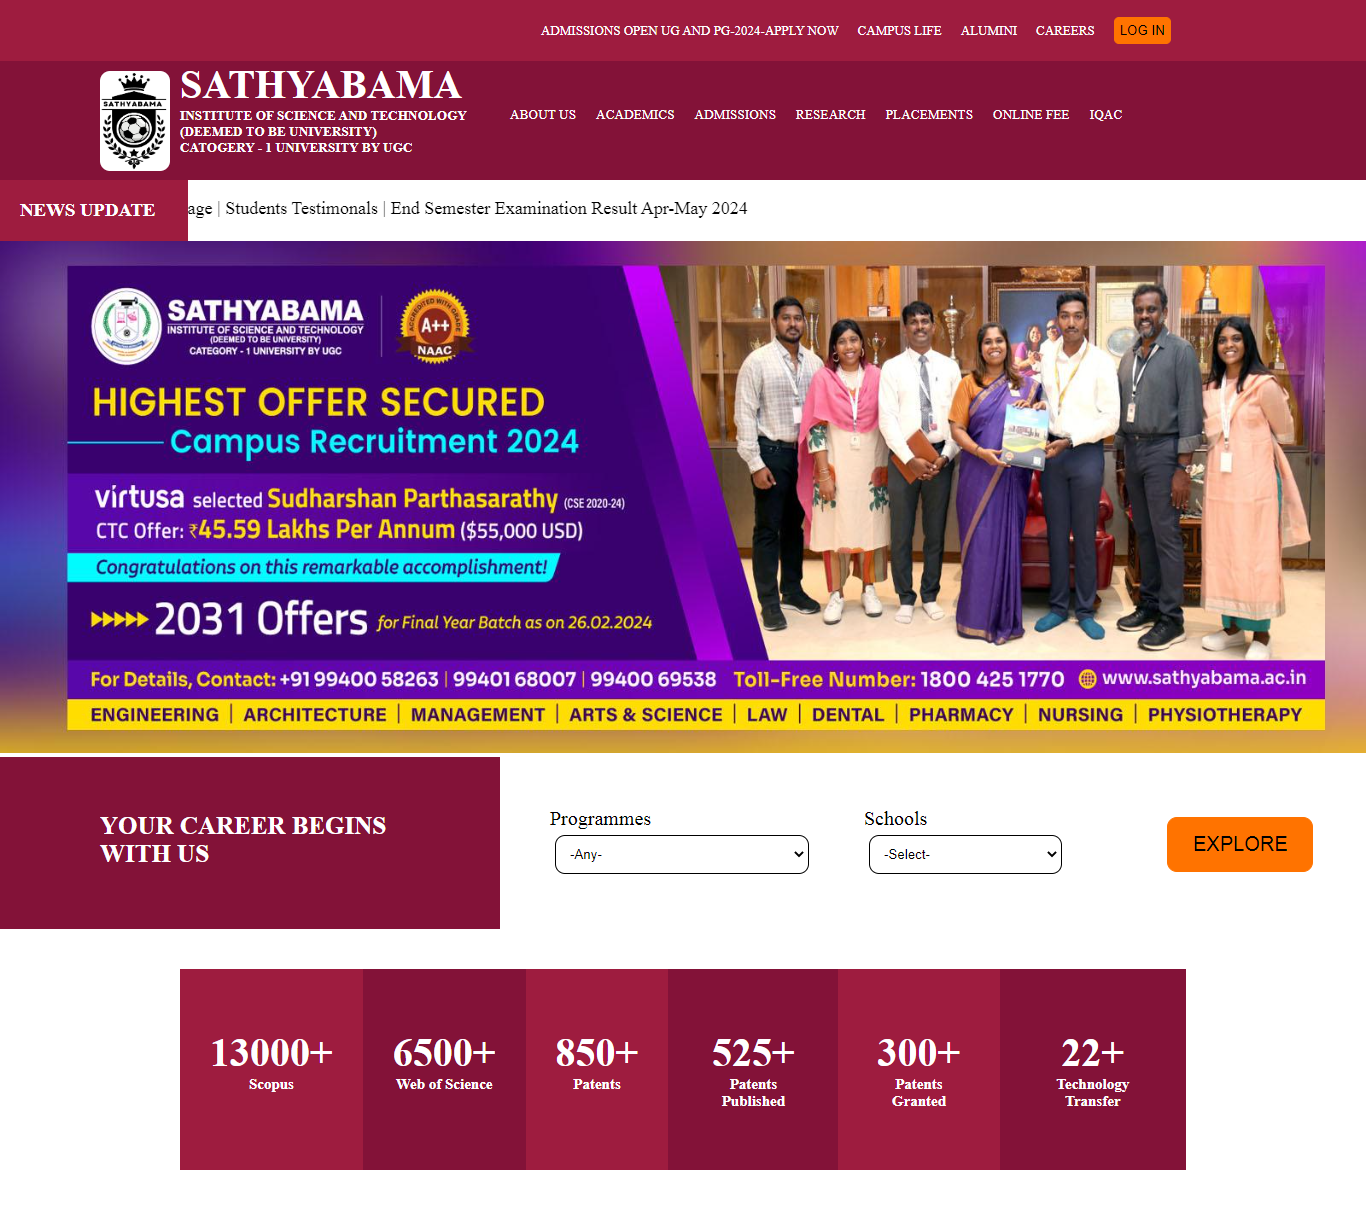 ADMISSIONS OPEN UG AND PG-2024-APPLY NOW CAMPUS LIFE ALUMINI CAREERS LOG IN
SATHYABAMA
SATHYABAMA
INSTITUTE OF SCIENCE AND TECHNOLOGY
(DEEMED TO BE UNIVERSITY)
CATOGERY - 1 UNIVERSITY BY UGC
ABOUT US ACADEMICS ADMISSIONS RESEARCH PLACEMENTS ONLINE FEE IQAC
NEWS UPDATE age | Students Testimonals | End Semester Examination Result Apr-May 2024
SATHYABAMA
INSTITUTE OF SCIENCE AND TECHNOLOGY
(DEEMED TO BE UNIVERSITY)
CATEGORY - 1 UNIVERSITY BY UGC
ACCREDITED WITH GRADE
A++
NAAC
HIGHEST OFFER SECURED
Campus Recruitment 2024
virtusa selected Sudharshan Parthasarathy (CSE 2020-24)
CTC Offer: ₹45.59 Lakhs Per Annum ($55,000 USD)
Congratulations on this remarkable accomplishment!
2031 Offers for Final Year Batch as on 26.02.2024
For Details, Contact: +91 99400 58263 | 99401 68007 | 99400 69538 Toll-Free Number: 1800 425 1770 www.sathyabama.ac.in
ENGINEERING | ARCHITECTURE | MANAGEMENT | ARTS & SCIENCE | LAW | DENTAL | PHARMACY | NURSING | PHYSIOTHERAPY
YOUR CAREER BEGINS
WITH US
Programmes
-Any-
Schools
-Select-
EXPLORE
13000+
Scopus
6500+
Web of Science
850+
Patents
525+
Patents
Published
300+
Patents
Granted
22+
Technology
Transfer